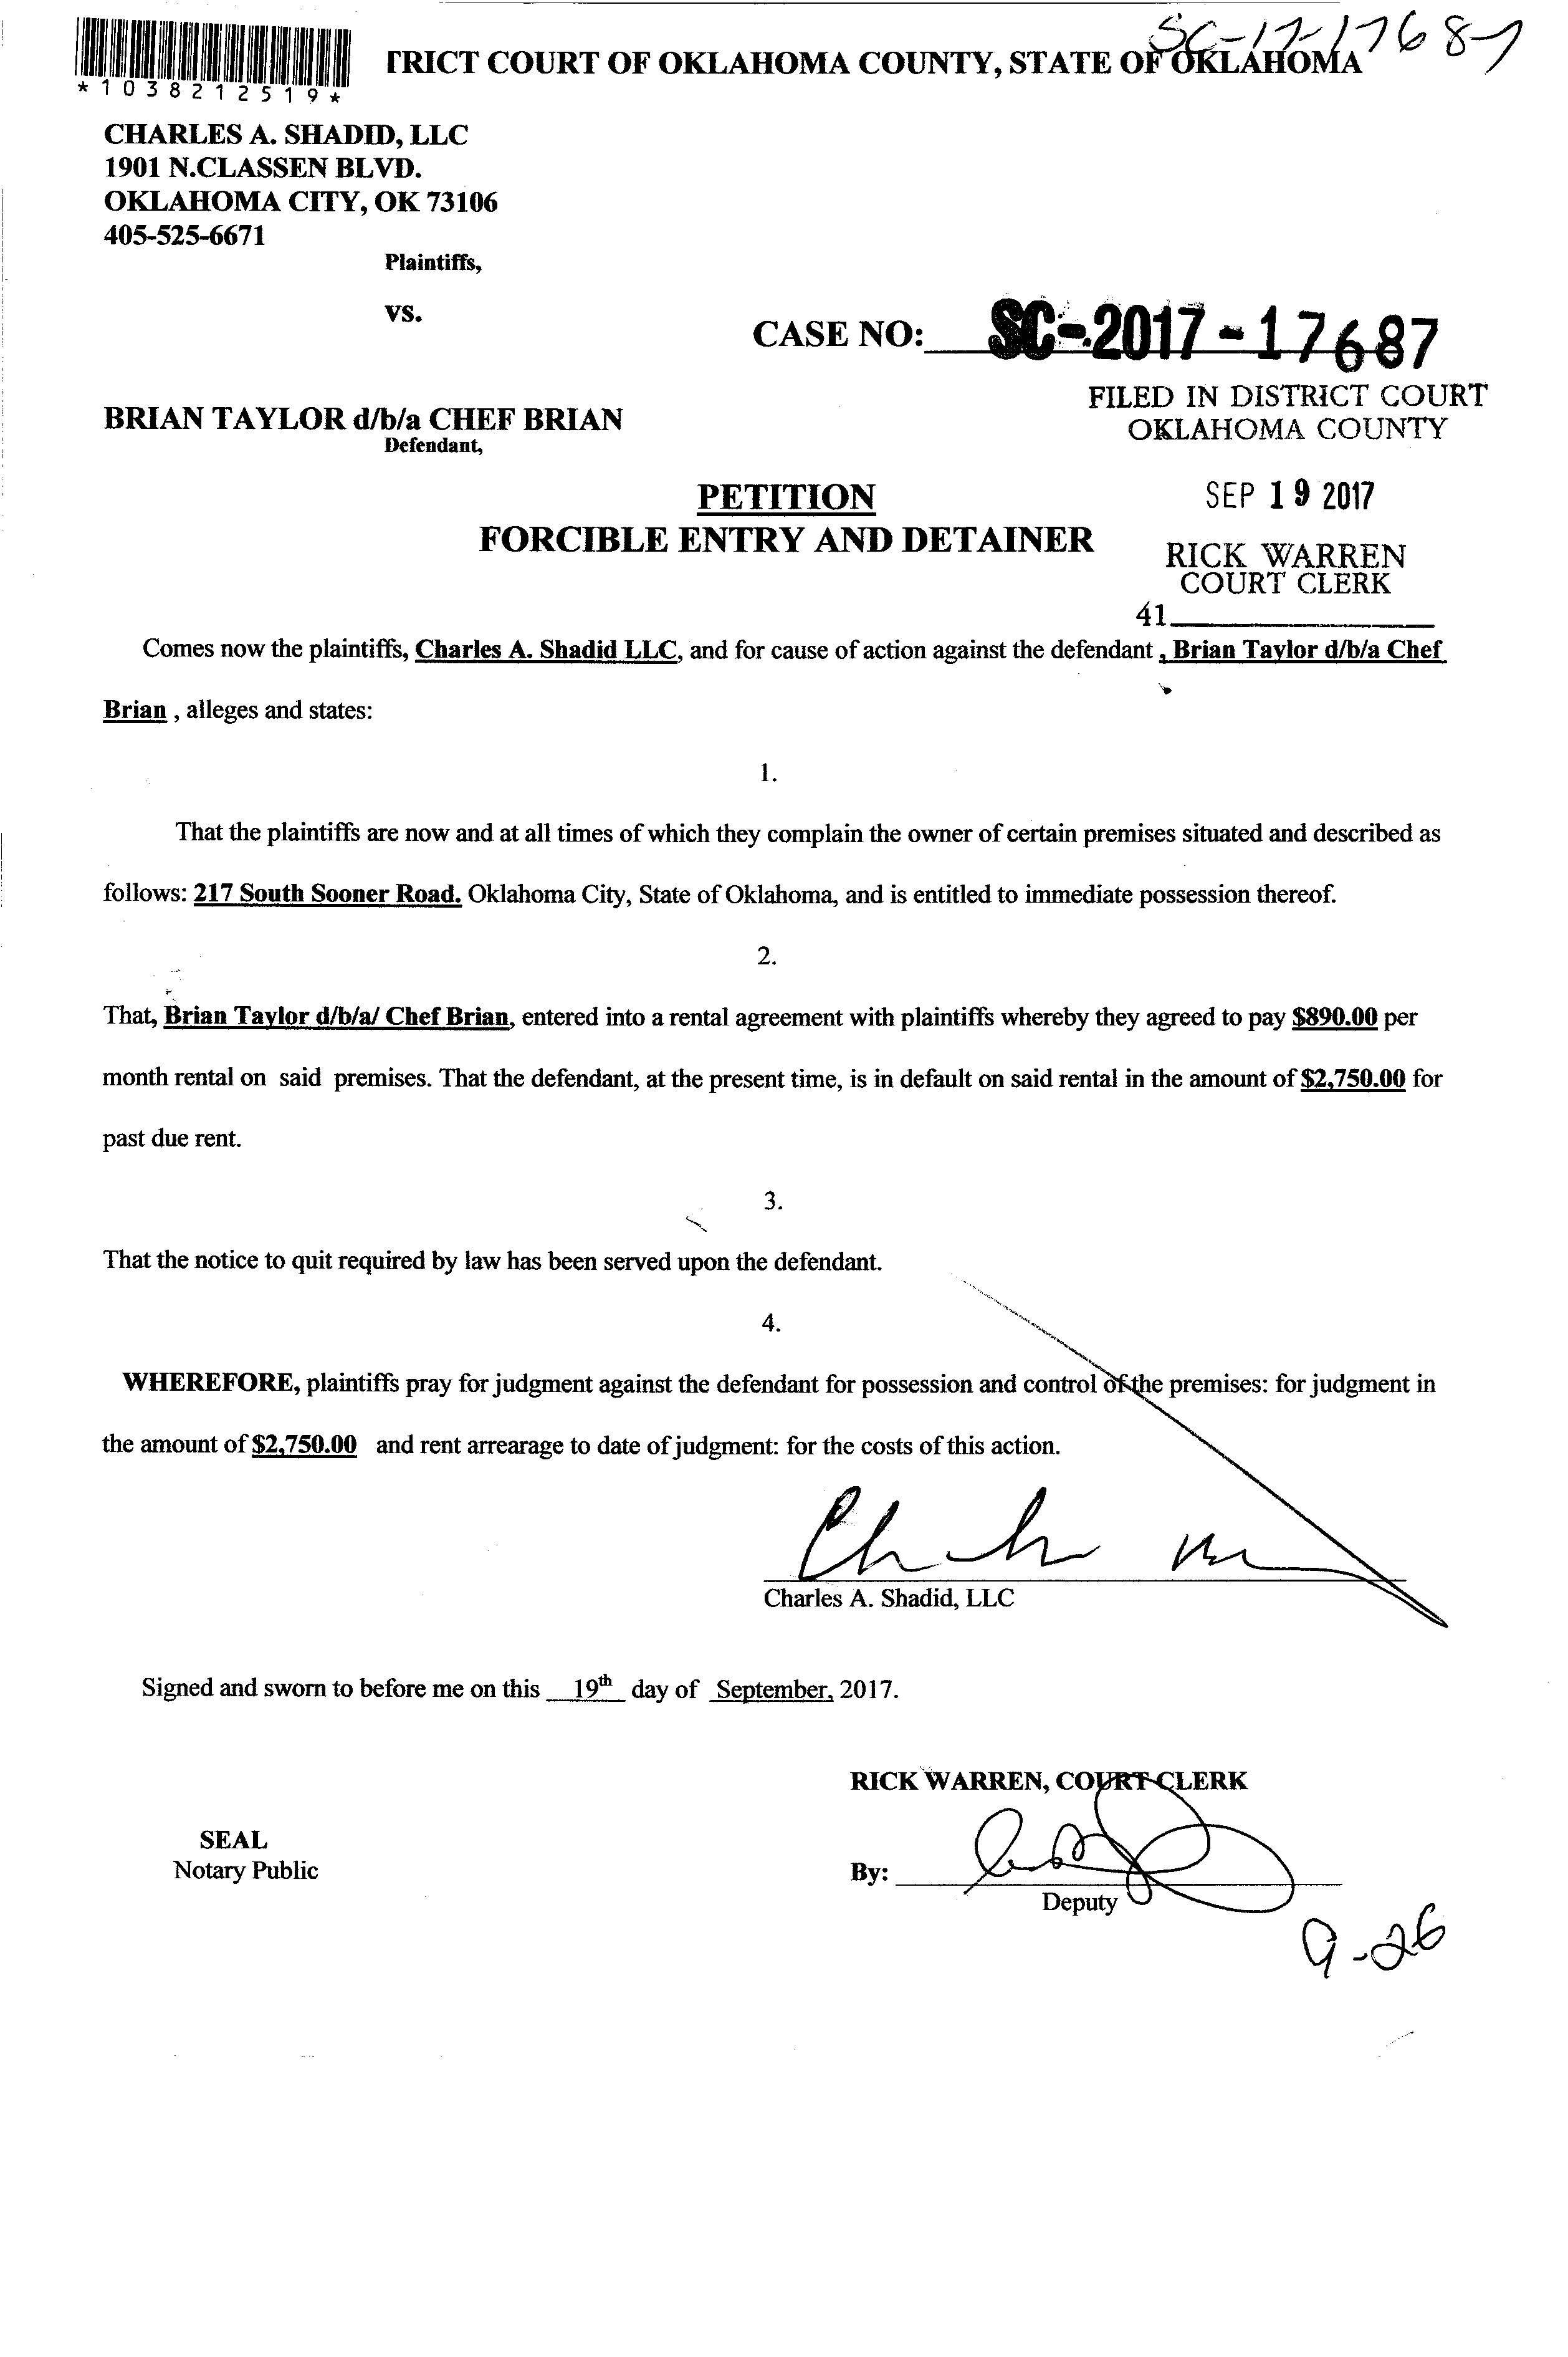 SC-17-17687
TRICT COURT OF OKLAHOMA COUNTY, STATE OF OKLAHOMA
*1038212519*
CHARLES A. SHADID, LLC
1901 N.CLASSEN BLVD.
OKLAHOMA CITY, OK 73106
405-525-6671
Plaintiffs,
VS.
CASE NO: SC-2017-17687
FILED IN DISTRICT COURT
OKLAHOMA COUNTY
BRIAN TAYLOR d/b/a CHEF BRIAN
Defendant,
PETITION
SEP 19 2017
FORCIBLE ENTRY AND DETAINER
RICK WARREN
COURT CLERK
41
Comes now the plaintiffs, Charles A. Shadid LLC, and for cause of action against the defendant , Brian Taylor d/b/a Chef
Brian , alleges and states:
1.
That the plaintiffs are now and at all times of which they complain the owner of certain premises situated and described as
follows: 217 South Sooner Road. Oklahoma City, State of Oklahoma, and is entitled to immediate possession thereof.
2.
That, Brian Taylor d/b/a/ Chef Brian, entered into a rental agreement with plaintiffs whereby they agreed to pay $890.00 per
month rental on said premises. That the defendant, at the present time, is in default on said rental in the amount of $2,750.00 for
past due rent.
3.
That the notice to quit required by law has been served upon the defendant.
4.
WHEREFORE, plaintiffs pray for judgment against the defendant for possession and control of the premises: for judgment in
the amount of $2,750.00 and rent arrearage to date of judgment: for the costs of this action.
Charles A. Shadid, LLC
Signed and sworn to before me on this 19th day of September, 2017.
RICK WARREN, COURT CLERK
SEAL
Notary Public
By:
Deputy
9-26